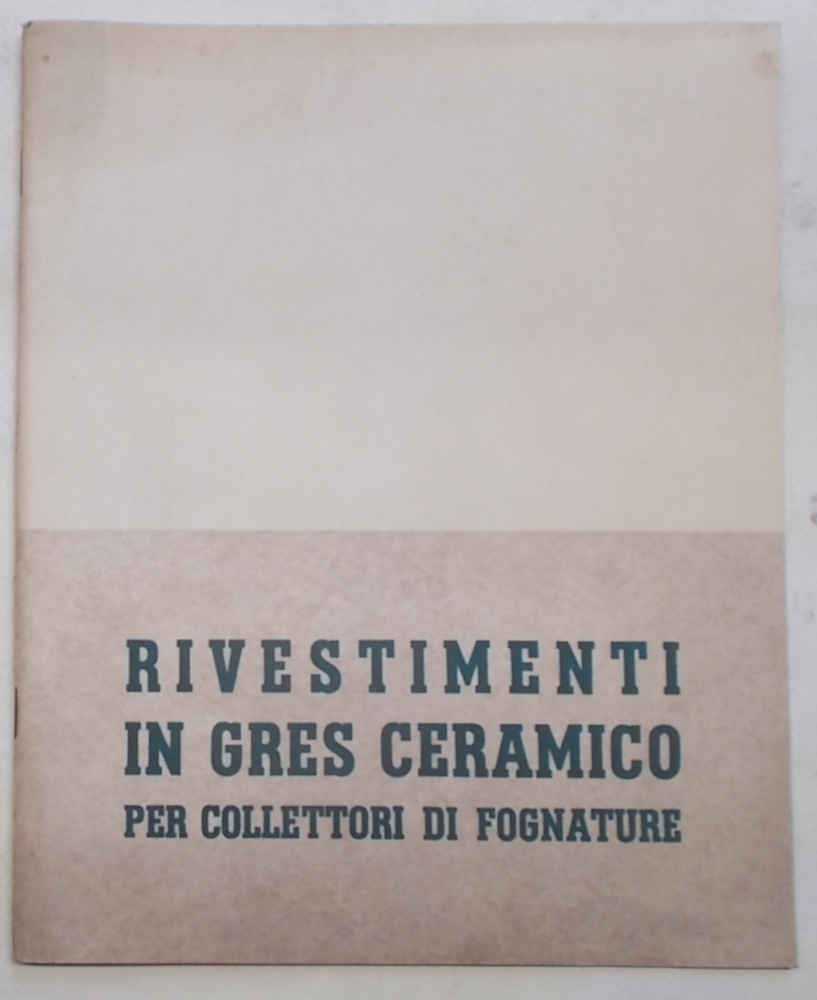 RIVESTIMENTI
IN GRES CERAMICO
PER COLLETTORI DI FOGNATURE